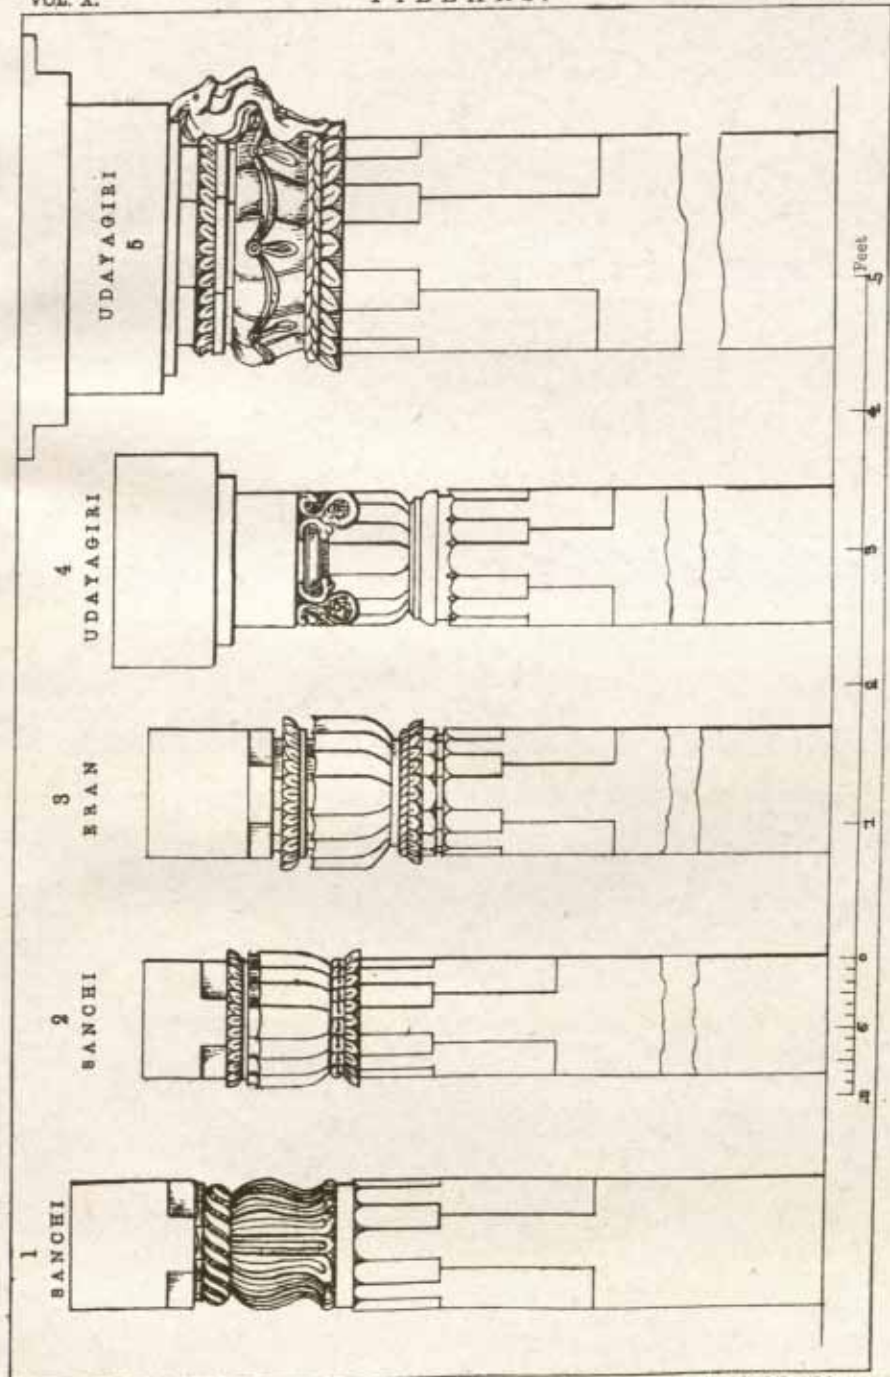 VOL. X.
1
SANCHI
2
SANCHI
3
ERAN
4
UDAYAGIRI
UDAYAGIRI
5
12 6 0 1 2 3 4 5 Feet